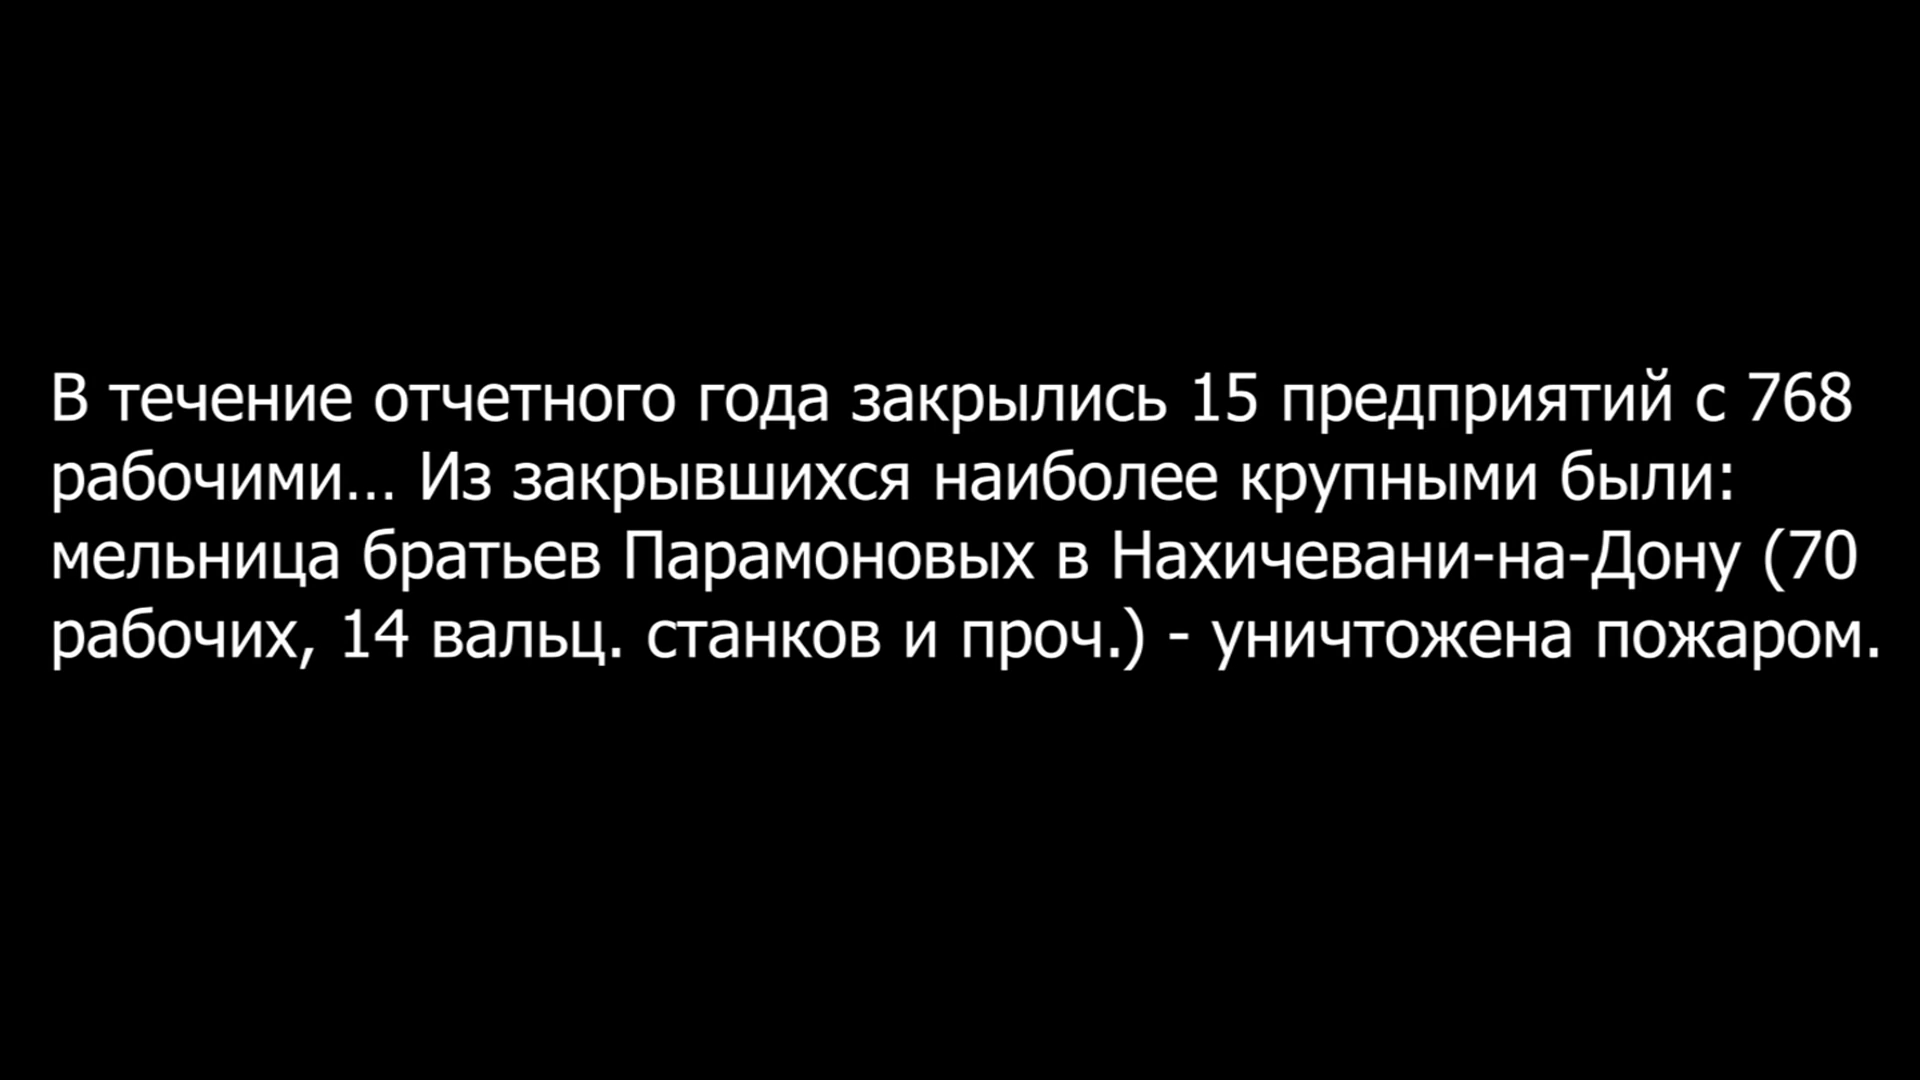 В течение отчетного года закрылись 15 предприятий с 768
рабочими... Из закрывшихся наиболее крупными были:
мельница братьев Парамоновых в Нахичевани-на-Дону (70
рабочих, 14 вальц. станков и проч.) - уничтожена пожаром.